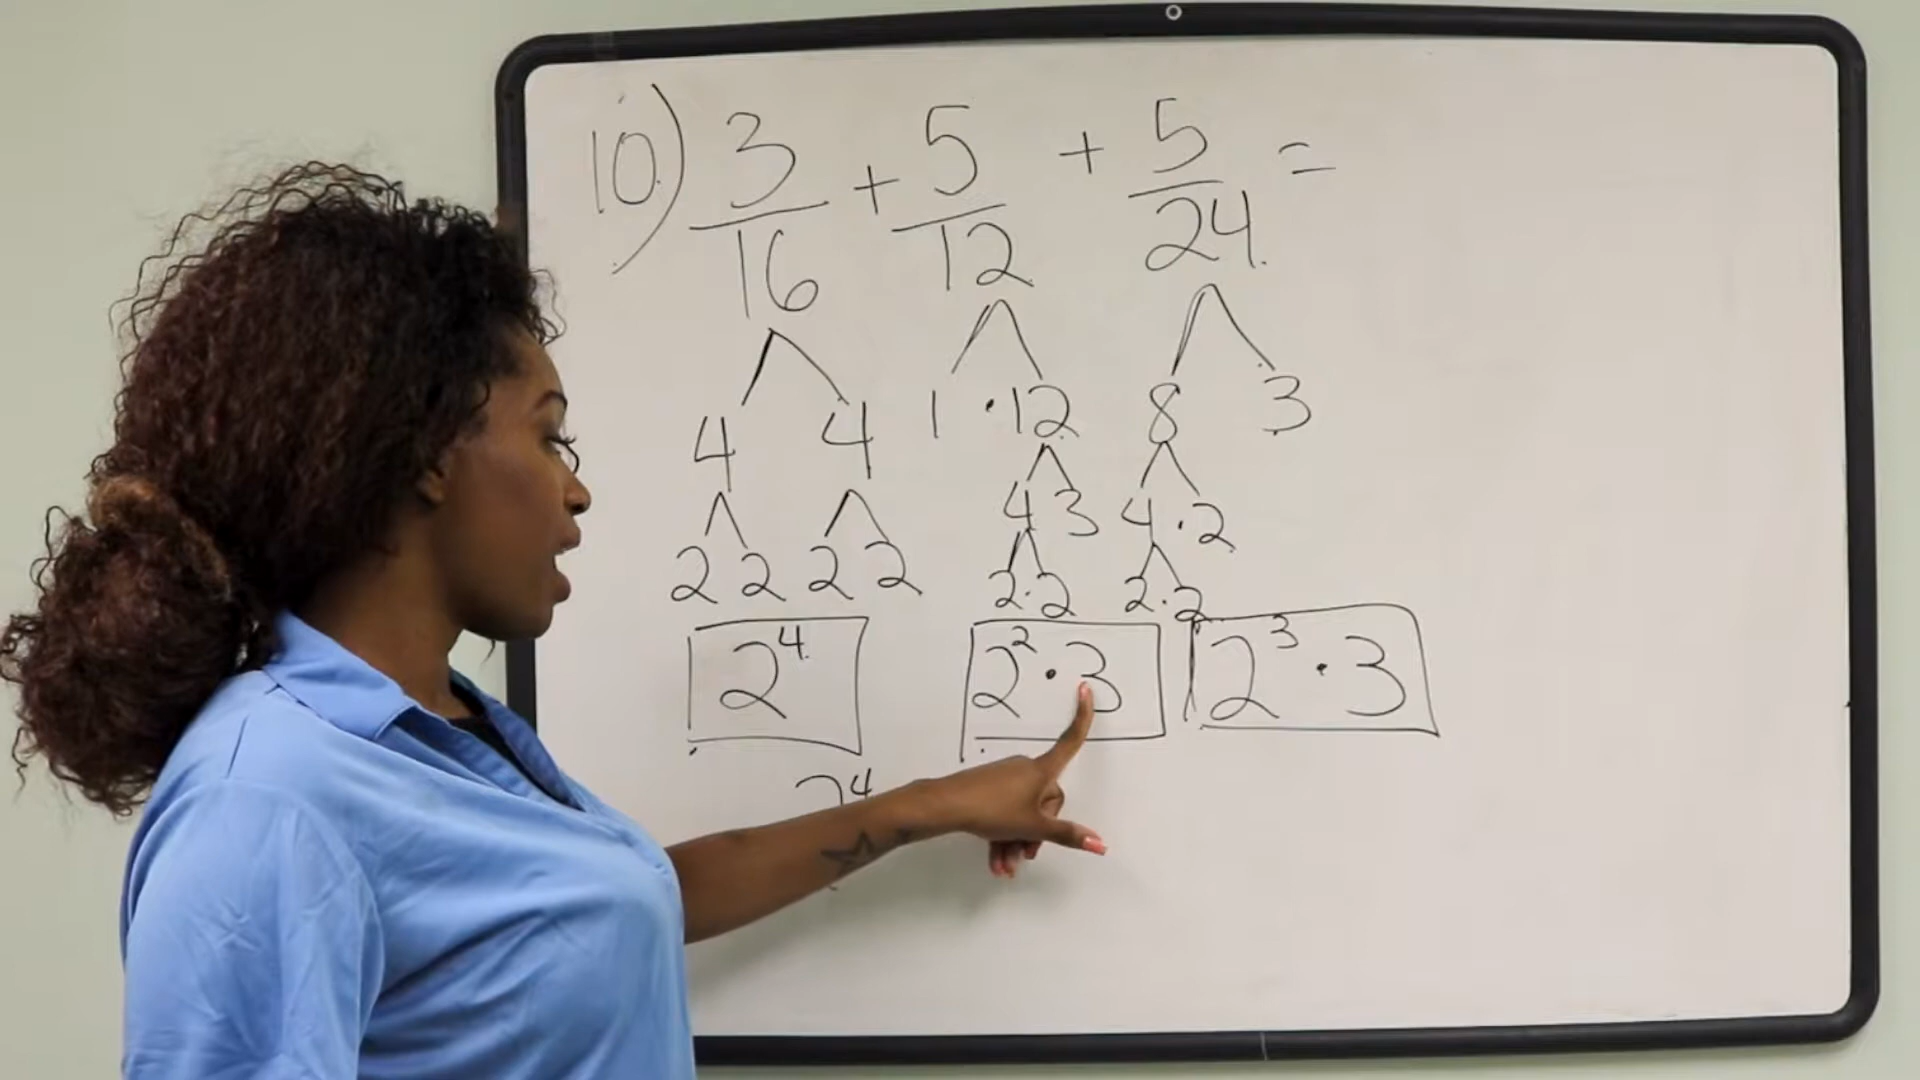 10) 3/16 + 5/12 + 5/24 =
4 4 1 · 12 8 3
4 3 4 · 2
2 2 2 2 2 · 2 2 · 2
2⁴ 2² · 3 2³ · 3
2⁴